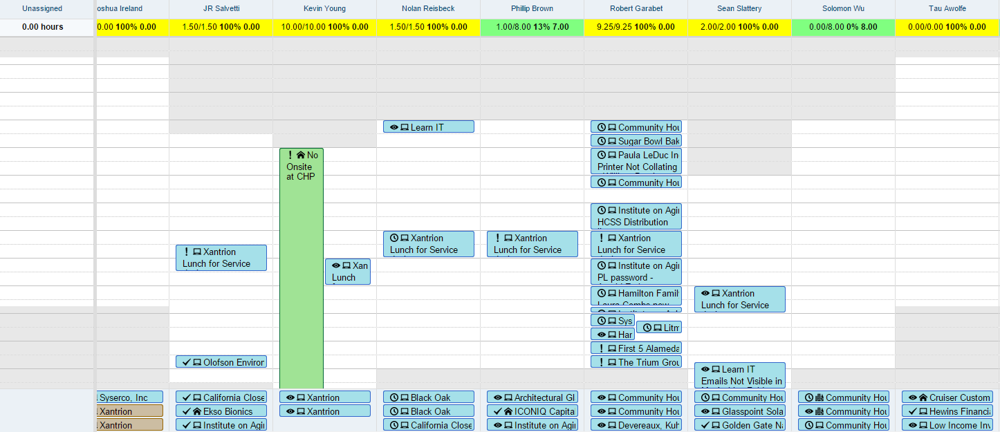 Unassigned
oshua Ireland
JR Salvetti
Kevin Young
Nolan Reisbeck
Phillip Brown
Robert Garabet
Sean Slattery
Solomon Wu
Tau Awolfe
0.00 hours
0.00 100% 0.00
1.50/1.50 100% 0.00
10.00/10.00 100% 0.00
1.50/1.50 100% 0.00
1.00/8.00 13% 7.00
9.25/9.25 100% 0.00
2.00/2.00 100% 0.00
0.00/8.00 0% 8.00
0.00/0.00 100% 0.00
Xantrion
Lunch for Service
Olofson Enviror
No
Onsite
at CHP
Xan
Lunch
Learn IT
Xantrion
Lunch for Service
Xantrion
Lunch for Service
Community Hou
Sugar Bowl Bak
Paula LeDuc In
Printer Not Collating
Community Hou
Institute on Agin
HCSS Distribution
Xantrion
Lunch for Service
Institute on Agin
PL password -
Hamilton Family
Sys
Litm
Har
First 5 Alameda
The Trium Grou
Xantrion
Lunch for Service
Learn IT
Emails Not Visible in
Syserco, Inc
Xantrion
Xantrion
California Close
Ekso Bionics
Institute on Agin
Xantrion
Xantrion
Black Oak
Black Oak
California Close
Architectural Gl
ICONIQ Capita
Institute on Agin
Community Hou
Community Hou
Devereaux, Kuh
Community Hou
Glasspoint Sola
Golden Gate Na
Community Hou
Community Hou
Community Hou
Cruiser Custom
Hewins Financia
Low Income Inv